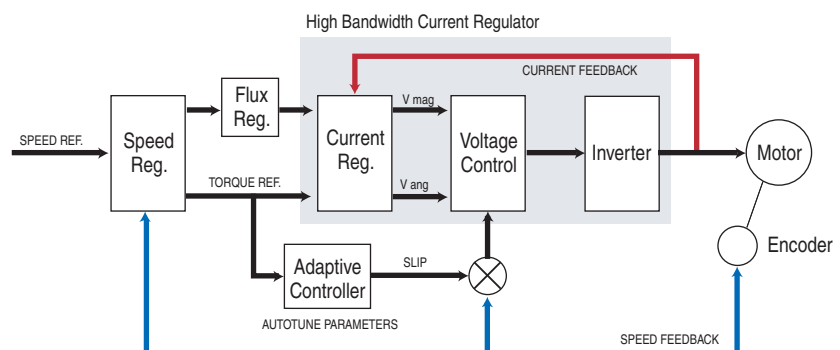 High Bandwidth Current Regulator
CURRENT FEEDBACK
Flux
Reg.
V mag
SPEED REF.
Speed
Reg.
Current
Reg.
Voltage
Control
Inverter
Motor
TORQUE REF.
V ang
Encoder
Adaptive
Controller
SLIP
AUTOTUNE PARAMETERS
SPEED FEEDBACK